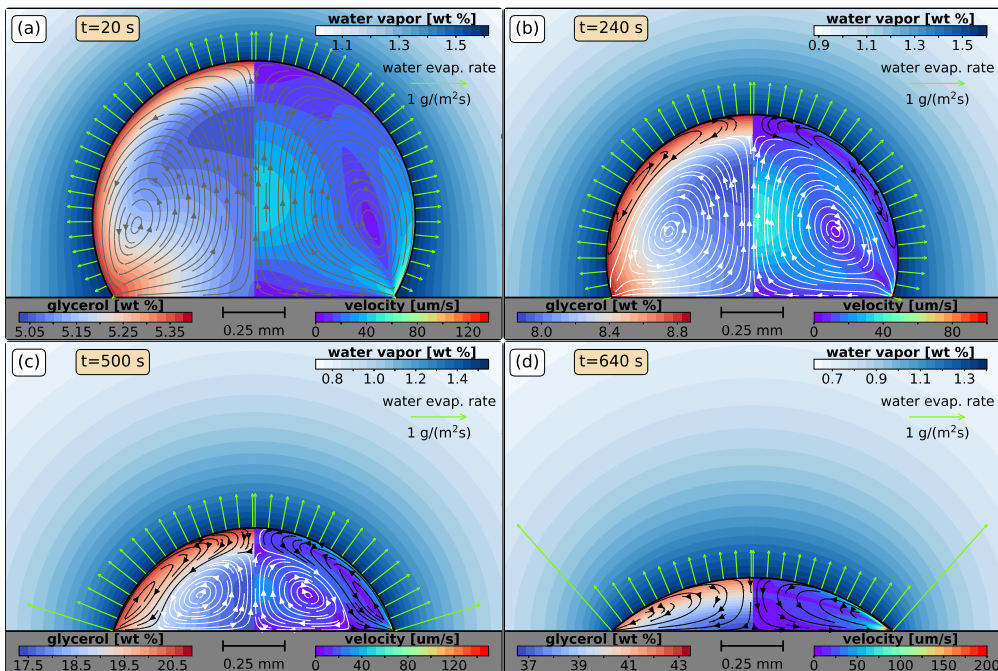 (a)
t=20 s
water vapor [wt %]
1.1 1.3 1.5
water evap. rate
1 g/(m²s)
glycerol [wt %]
5.05 5.15 5.25 5.35
0.25 mm
velocity [um/s]
0 40 120
(b)
t=240 s
water vapor [wt %]
0.9 1.2 1.5
water evap. rate
1 g/(m²s)
glycerol [wt %]
8.0 8.4 8.8
0.25 mm
velocity [um/s]
0 40 80
(c)
t=500 s
water vapor [wt %]
0.8 1.0 1.2 1.4
water evap. rate
1 g/(m²s)
glycerol [wt %]
17.5 18.5 19.5 20.5
0.25 mm
velocity [um/s]
0 40 120
(d)
t=640 s
water vapor [wt %]
0.7 0.9 1.1 1.3
water evap. rate
1 g/(m²s)
glycerol [wt %]
37 39 41 43
0.25 mm
velocity [um/s]
0 50 100 150 200